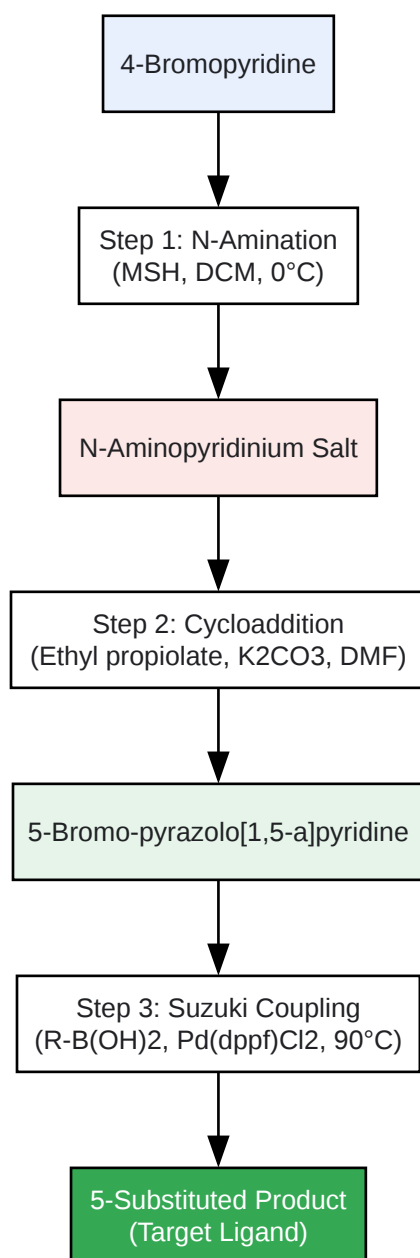 4-Bromopyridine
Step 1: N-Amination
(MSH, DCM, 0°C)
N-Aminopyridinium Salt
Step 2: Cycloaddition
(Ethyl propiolate, K2CO3, DMF)
5-Bromo-pyrazolo[1,5-a]pyridine
Step 3: Suzuki Coupling
(R-B(OH)2, Pd(dppf)Cl2, 90°C)
5-Substituted Product
(Target Ligand)